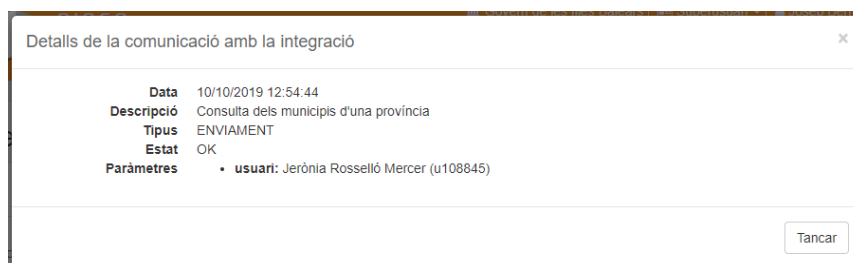 Detalls de la comunicació amb la integració
×
Data 10/10/2019 12:54:44
Descripció Consulta dels municipis d'una província
Tipus ENVIAMENT
Estat OK
Paràmetres • usuari: Jerònia Rosselló Mercer (u108845)
Tancar